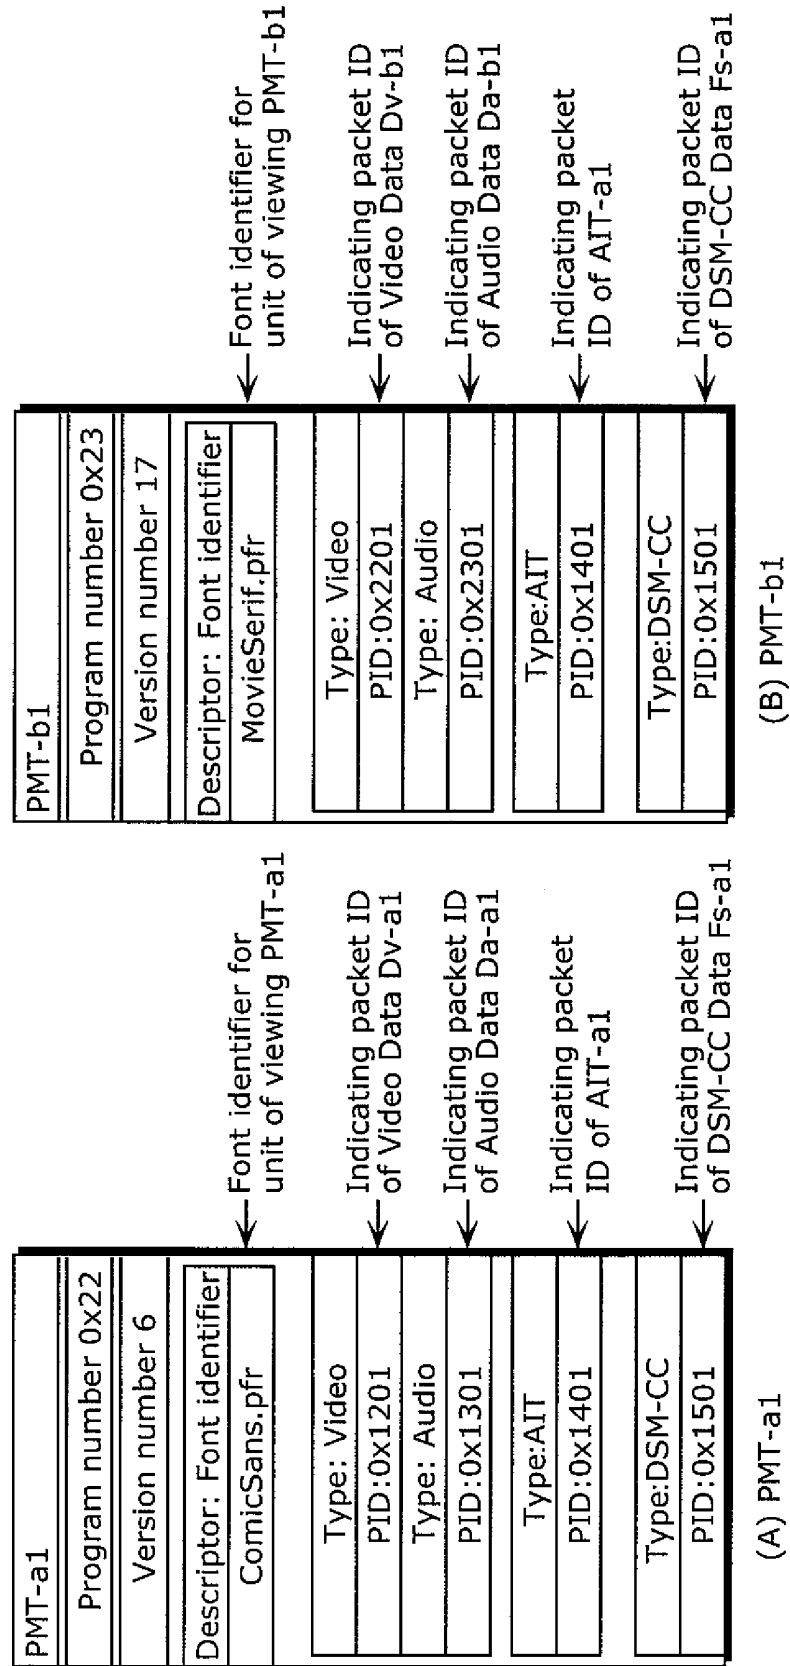 PMT-a1
Program number 0x22
Version number 6
Descriptor: Font identifier
ComicSans.pfr
Font identifier for
unit of viewing PMT-a1
Type: Video
PID:0x1201
Indicating packet ID
of Video Data Dv-a1
Type: Audio
PID:0x1301
Indicating packet ID
of Audio Data Da-a1
Type:AIT
PID:0x1401
Indicating packet
ID of AIT-a1
Type:DSM-CC
PID:0x1501
Indicating packet ID
of DSM-CC Data Fs-a1
(A) PMT-a1
PMT-b1
Program number 0x23
Version number 17
Descriptor: Font identifier
MovieSerif.pfr
Font identifier for
unit of viewing PMT-b1
Type: Video
PID:0x2201
Indicating packet ID
of Video Data Dv-b1
Type: Audio
PID:0x2301
Indicating packet ID
of Audio Data Da-b1
Type:AIT
PID:0x1401
Indicating packet
ID of AIT-a1
Type:DSM-CC
PID:0x1501
Indicating packet ID
of DSM-CC Data Fs-a1
(B) PMT-b1